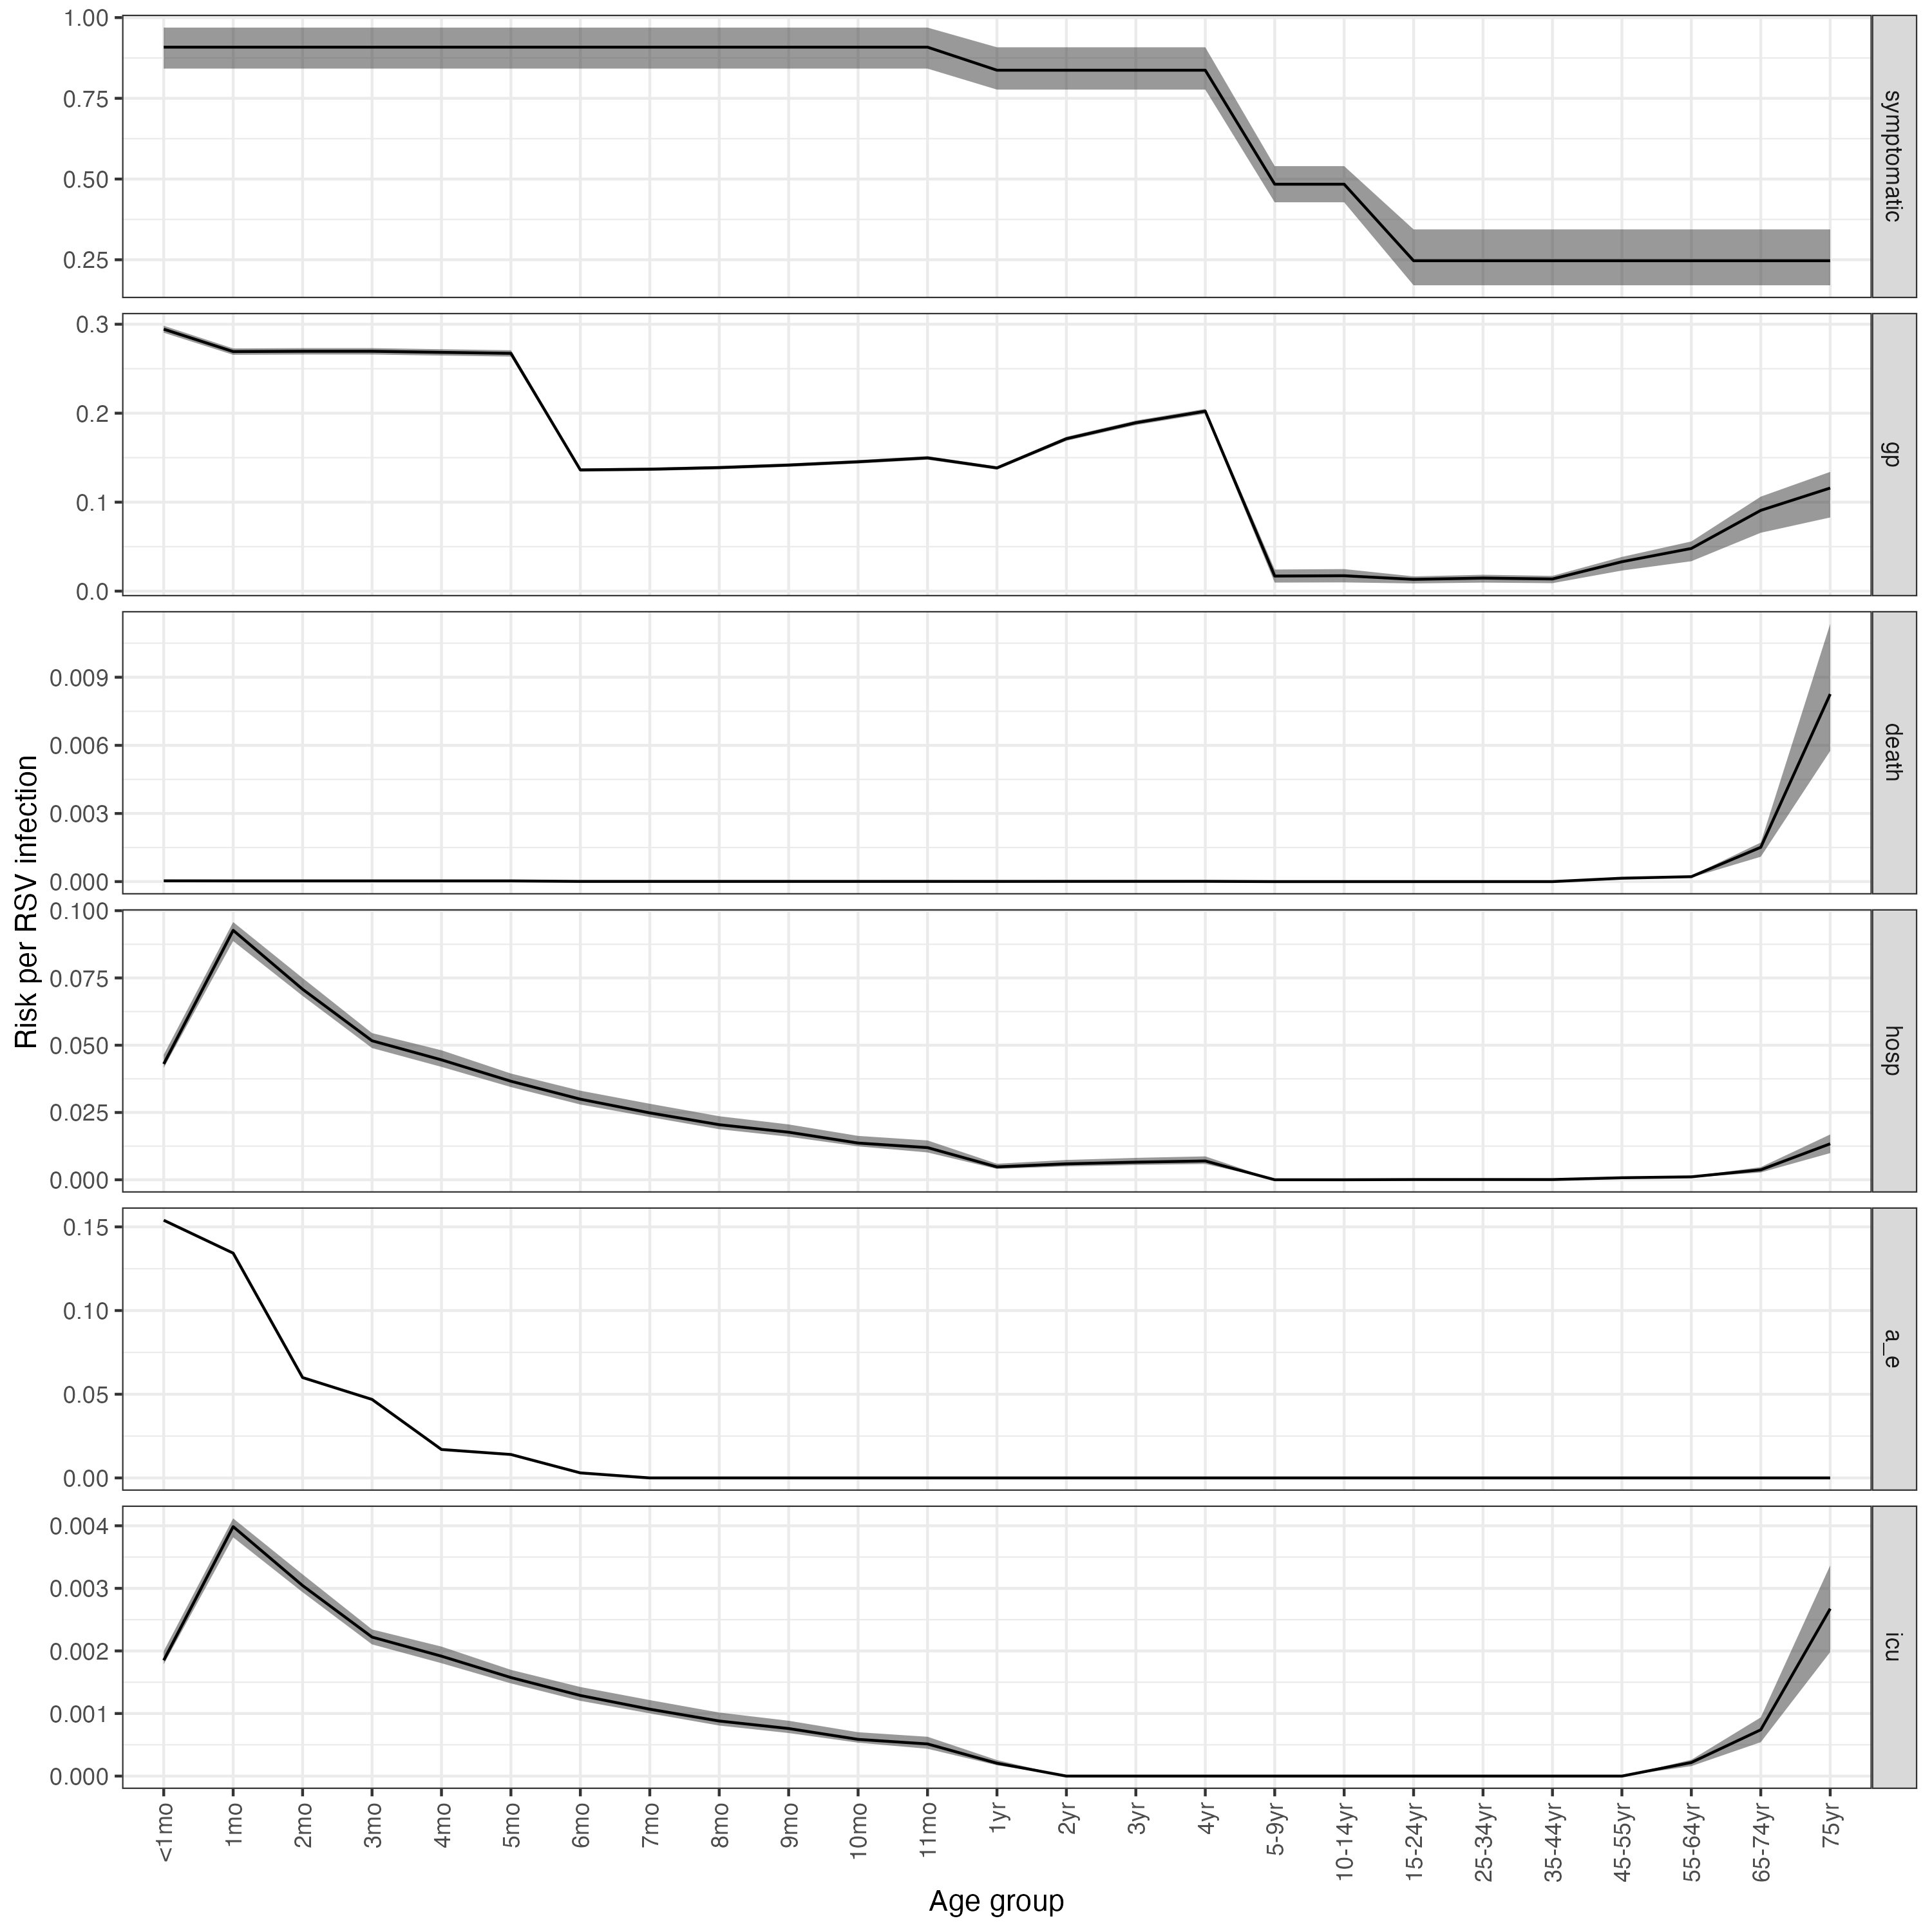 1.00
0.75
0.50
0.25
symptomatic
0.3
0.2
0.1
0.0
gp
0.009
0.006
0.003
0.000
death
0.100
0.075
0.050
0.025
0.000
hosp
0.15
0.10
0.05
0.00
a_e
0.004
0.003
0.002
0.001
0.000
icu
Risk per RSV infection
<1mo
1mo
2mo
3mo
4mo
5mo
6mo
7mo
8mo
9mo
10mo
11mo
1yr
2yr
3yr
4yr
5-9yr
10-14yr
15-24yr
25-34yr
35-44yr
45-55yr
55-64yr
65-74yr
75yr
Age group